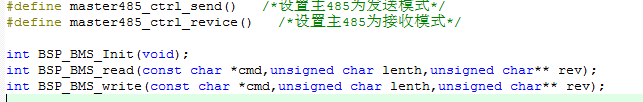 #define master485_ctrl_send()   /*设置主485为发送模式*/
#define master485_ctrl_revice()   /*设置主485为接收模式*/
int BSP_BMS_Init(void);
int BSP_BMS_read(const char *cmd,unsigned char lenth,unsigned char** rev);
int BSP_BMS_write(const char *cmd,unsigned char lenth,unsigned char** rev);